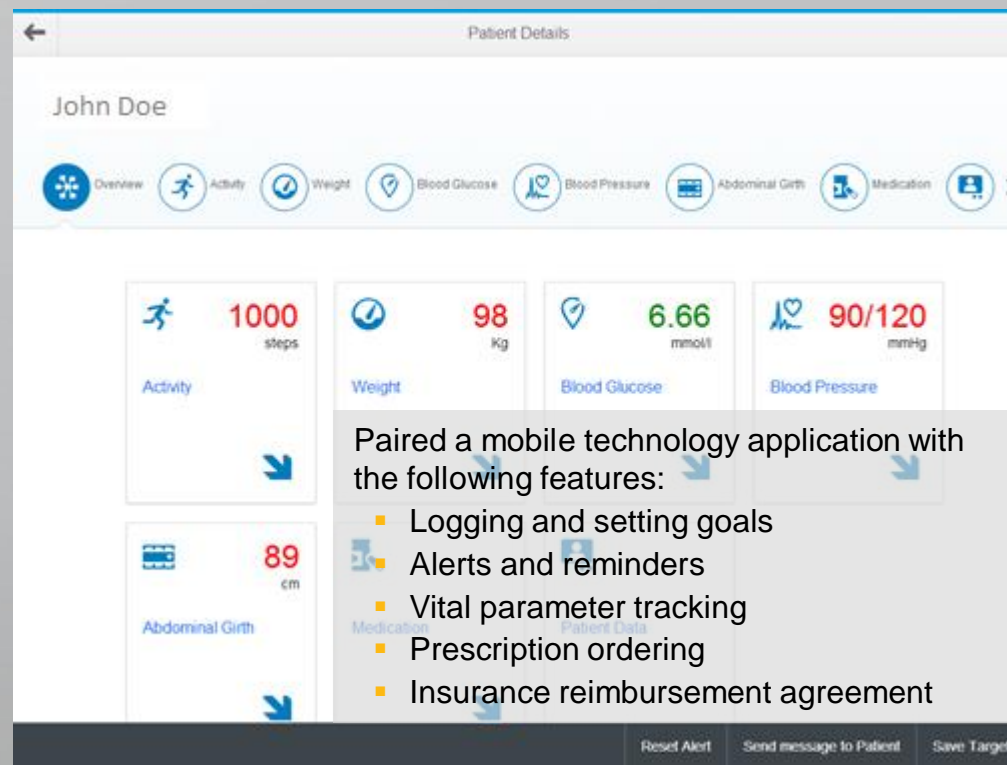 Patient Details
John Doe
Overview Activity Weight Blood Glucose Blood Pressure Abdominal Girth Medication
1000 98 6.66 90/120
steps Kg mmol/l mmHg
Activity Weight Blood Glucose Blood Pressure
Paired a mobile technology application with
the following features:
Logging and setting goals
Alerts and reminders
Vital parameter tracking
Prescription ordering
Insurance reimbursement agreement
89
cm
Abdominal Girth Medication Patient Data
Reset Alert Send message to Patient Save Targe